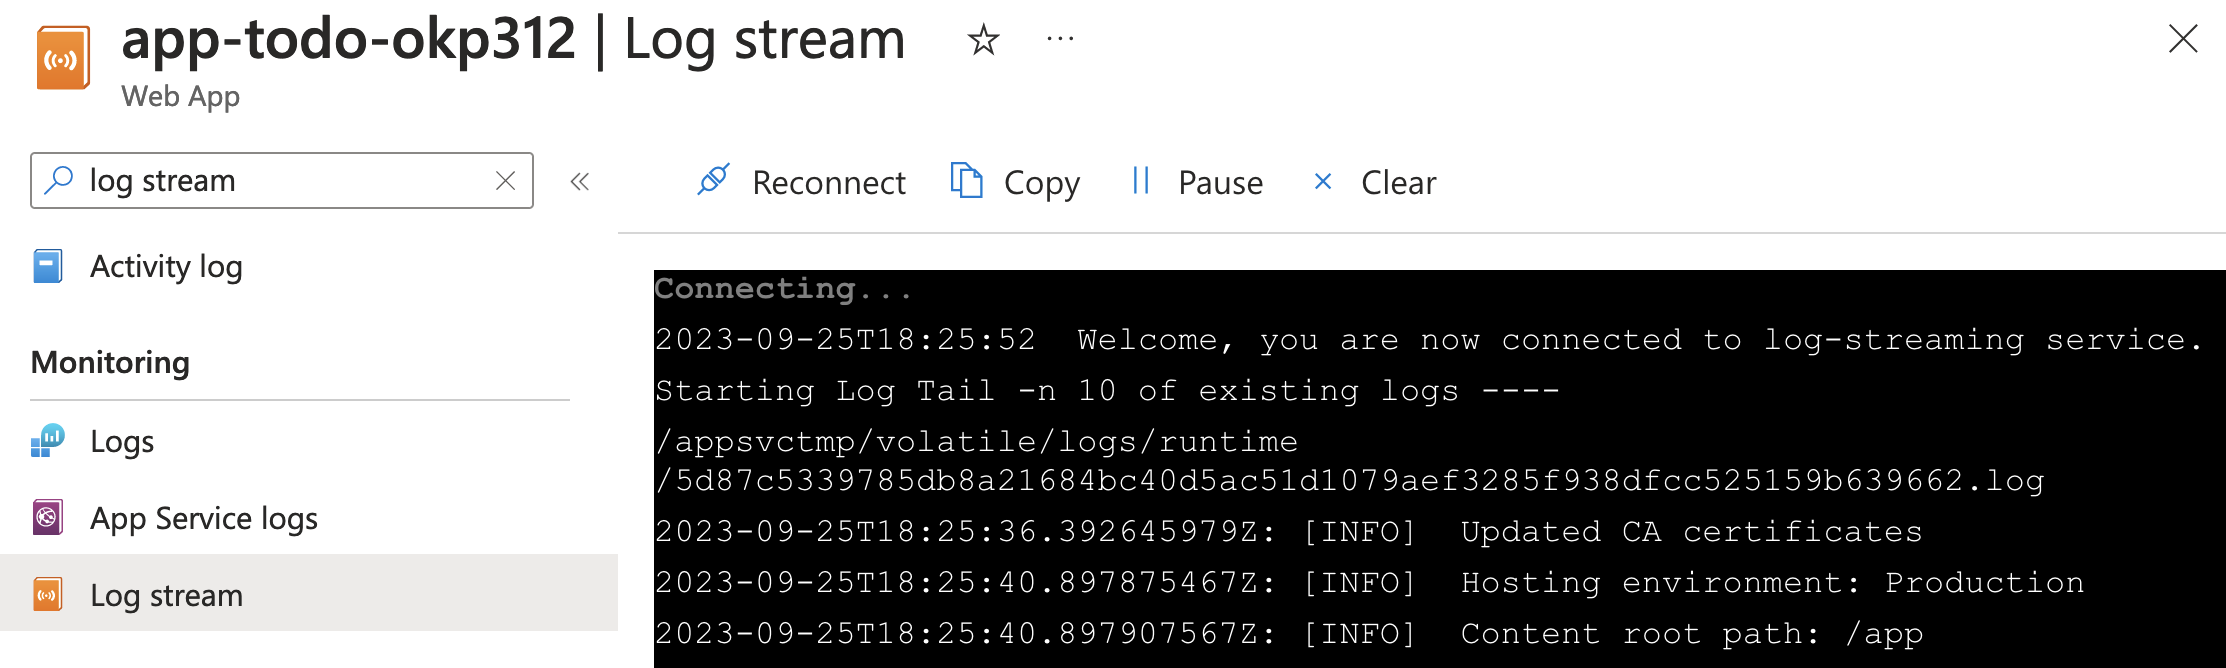 app-todo-okp312 | Log stream
Web App
log stream
Activity log
Monitoring
Logs
App Service logs
Log stream
Reconnect
Copy
Pause
Clear
Connecting...
2023-09-25T18:25:52  Welcome, you are now connected to log-streaming service.
Starting Log Tail -n 10 of existing logs ----
/appsvctmp/volatile/logs/runtime
/5d87c5339785db8a21684bc40d5ac51d1079aef3285f938dfcc525159b639662.log
2023-09-25T18:25:36.392645979Z: [INFO]  Updated CA certificates
2023-09-25T18:25:40.897875467Z: [INFO]  Hosting environment: Production
2023-09-25T18:25:40.897907567Z: [INFO]  Content root path: /app